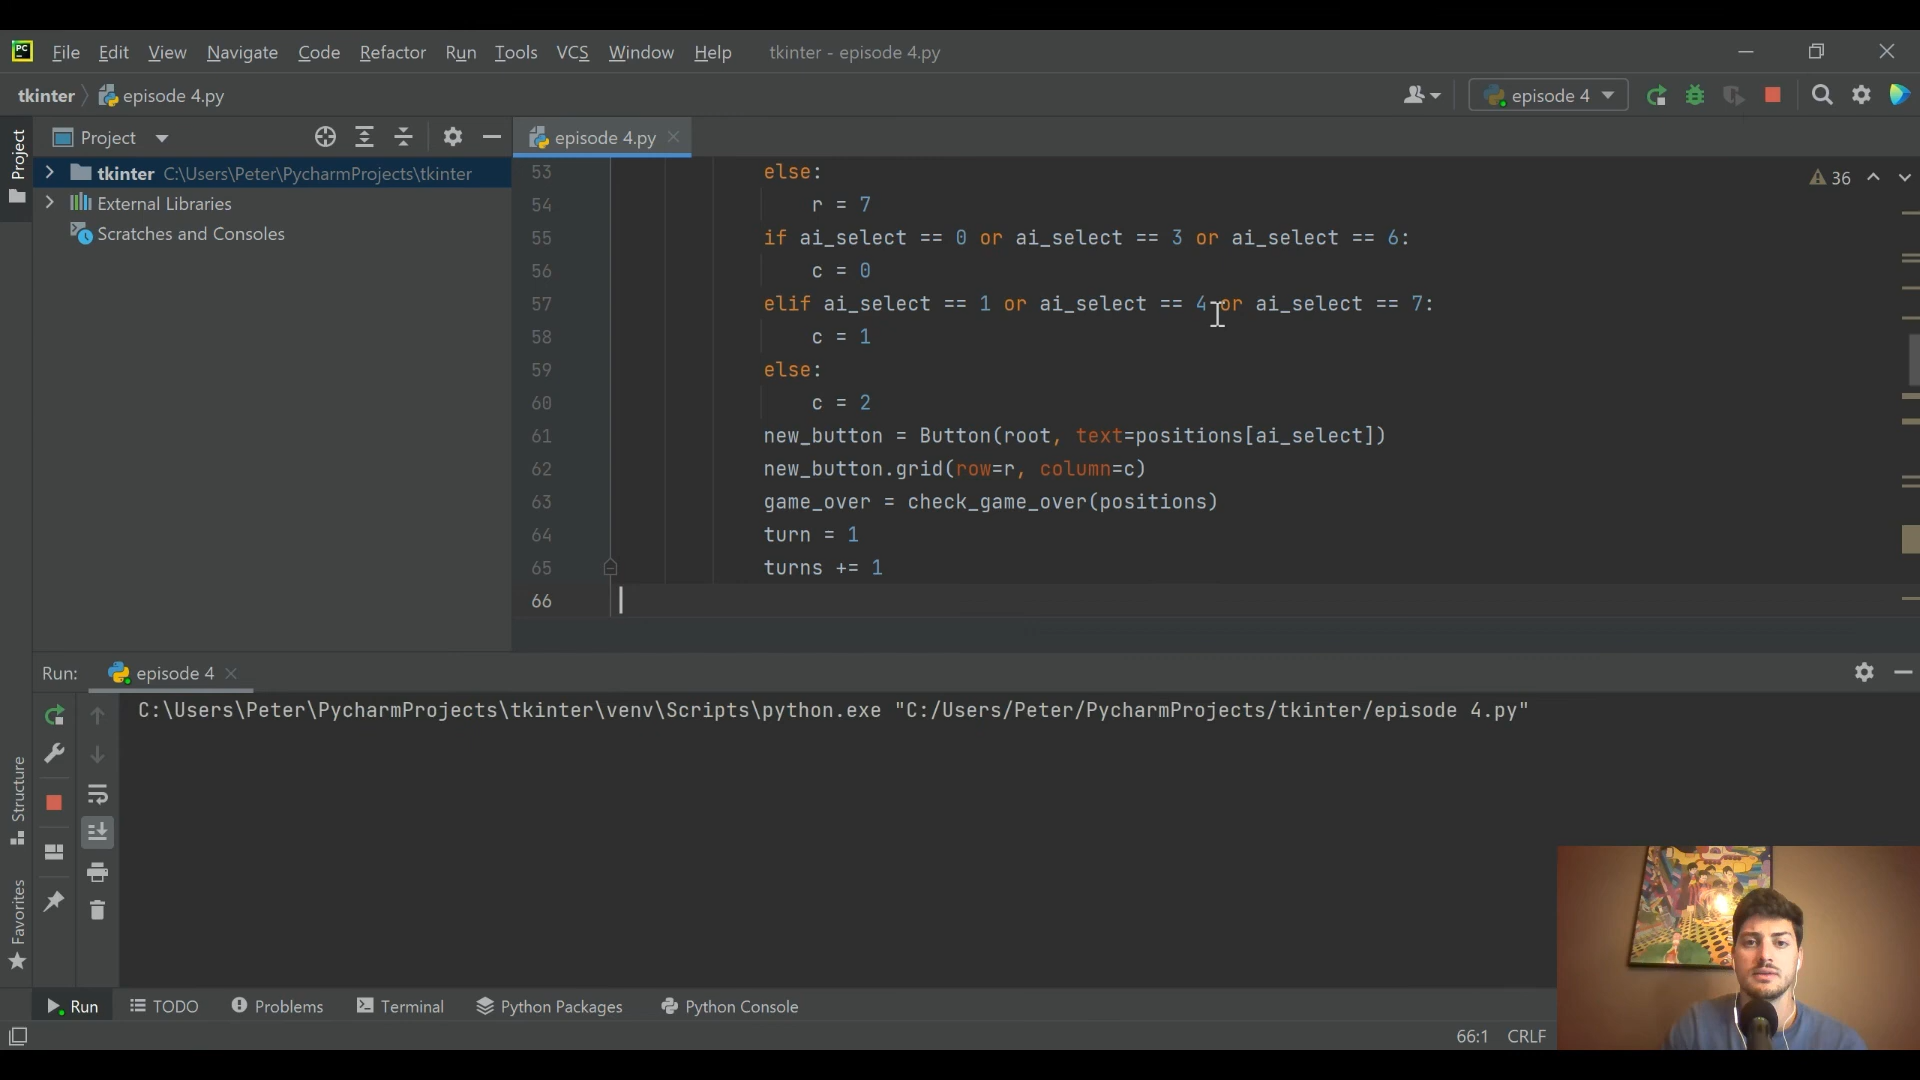 PC File Edit View Navigate Code Refactor Run Tools VCS Window Help tkinter - episode 4.py
tkinter episode 4.py episode 4
Project episode 4.py
Project
tkinter C:\Users\Peter\PycharmProjects\tkinter
External Libraries
Scratches and Consoles
36
53 else:
54 r = 7
55 if ai_select == 0 or ai_select == 3 or ai_select == 6:
56 c = 0
57 elif ai_select == 1 or ai_select == 4 or ai_select == 7:
58 c = 1
59 else:
60 c = 2
61 new_button = Button(root, text=positions[ai_select])
62 new_button.grid(row=r, column=c)
63 game_over = check_game_over(positions)
64 turn = 1
65 turns += 1
66
Run: episode 4
C:\Users\Peter\PycharmProjects\tkinter\venv\Scripts\python.exe "C:/Users/Peter/PycharmProjects/tkinter/episode 4.py"
Structure
Favorites
Run TODO Problems Terminal Python Packages Python Console
66:1 CRLF